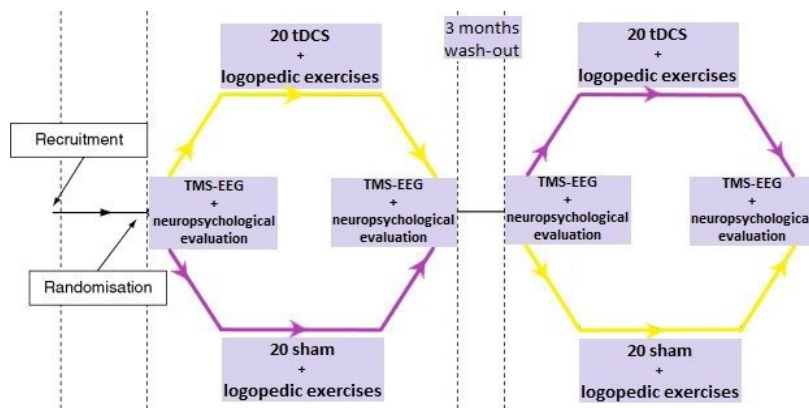 20 tDCS
+
logopedic exercises
3 months
wash-out
20 tDCS
+
logopedic exercises
Recruitment
TMS-EEG
+
neuropsychological
evaluation
TMS-EEG
+
neuropsychological
evaluation
TMS-EEG
+
neuropsychological
evaluation
TMS-EEG
+
neuropsychological
evaluation
Randomisation
20 sham
+
logopedic exercises
20 sham
+
logopedic exercises